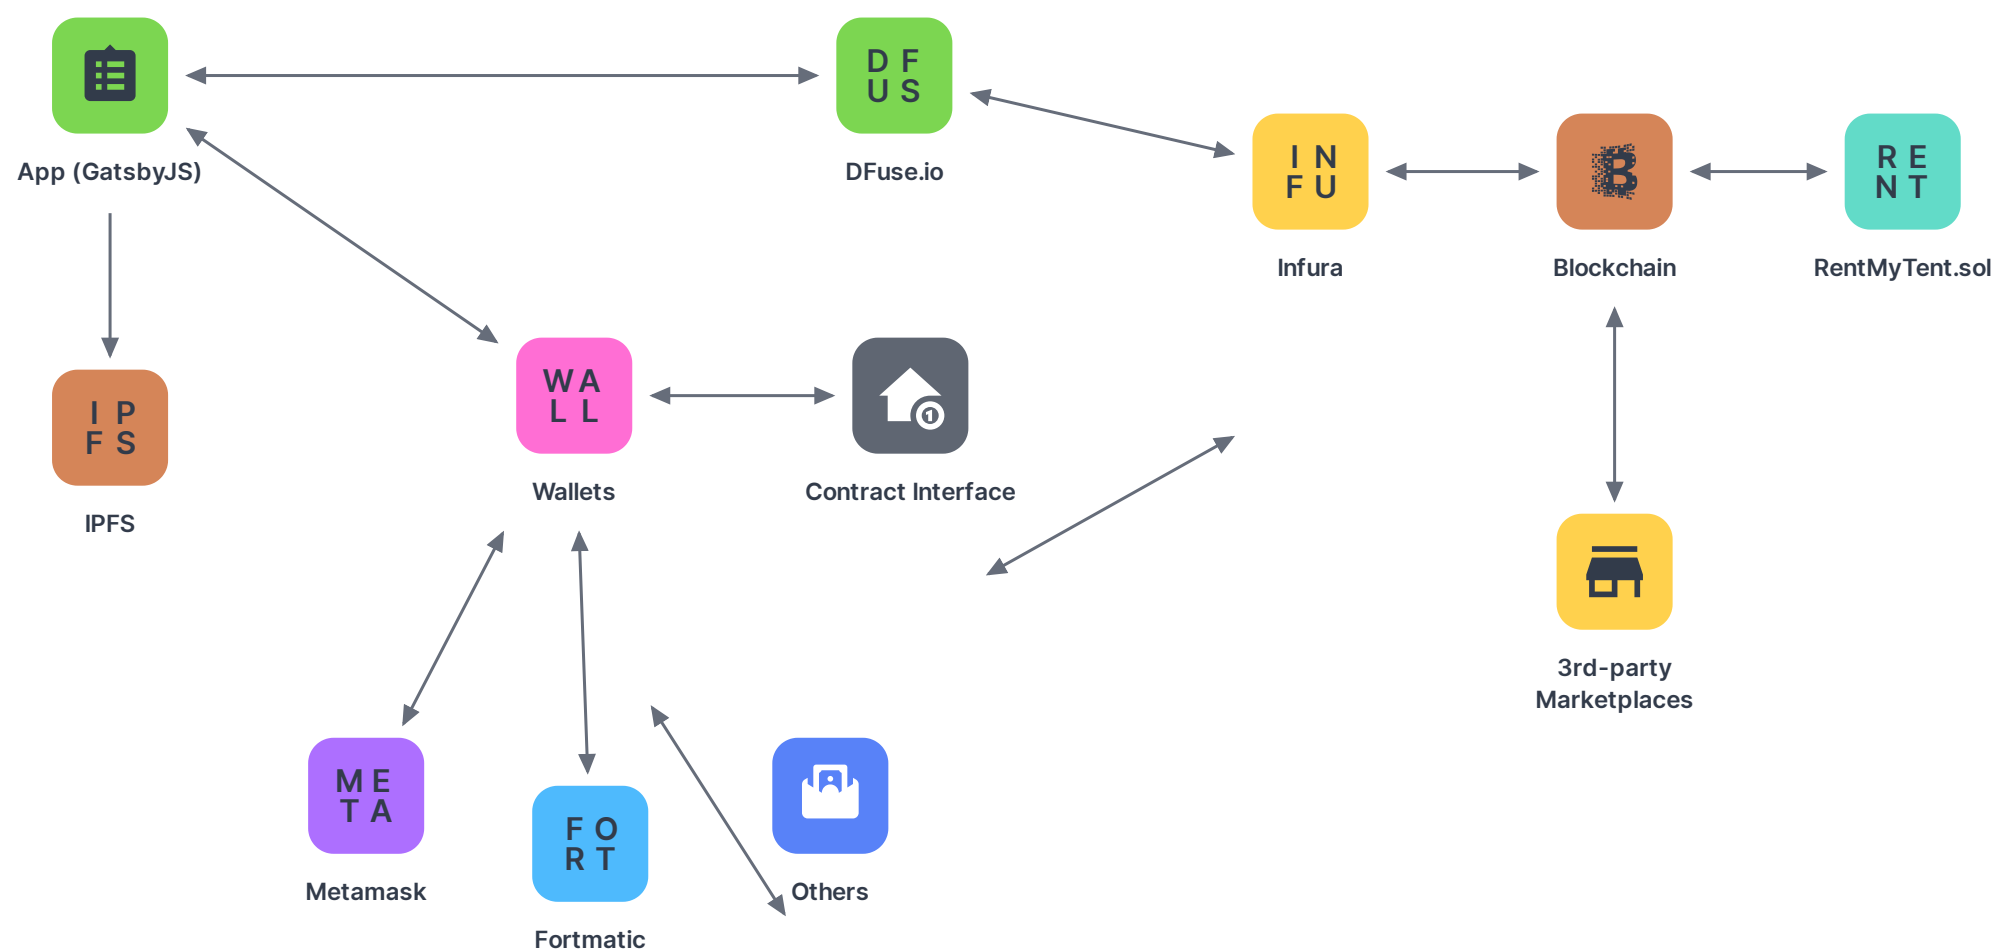 D F
U S
App (GatsbyJS)
DFuse.io
I N
F U
R E
N T
Infura
Blockchain
RentMyTent.sol
I P
F S
IPFS
W A
L L
Wallets
Contract Interface
3rd-party
Marketplaces
M E
T A
Metamask
F O
R T
Fortmatic
Others